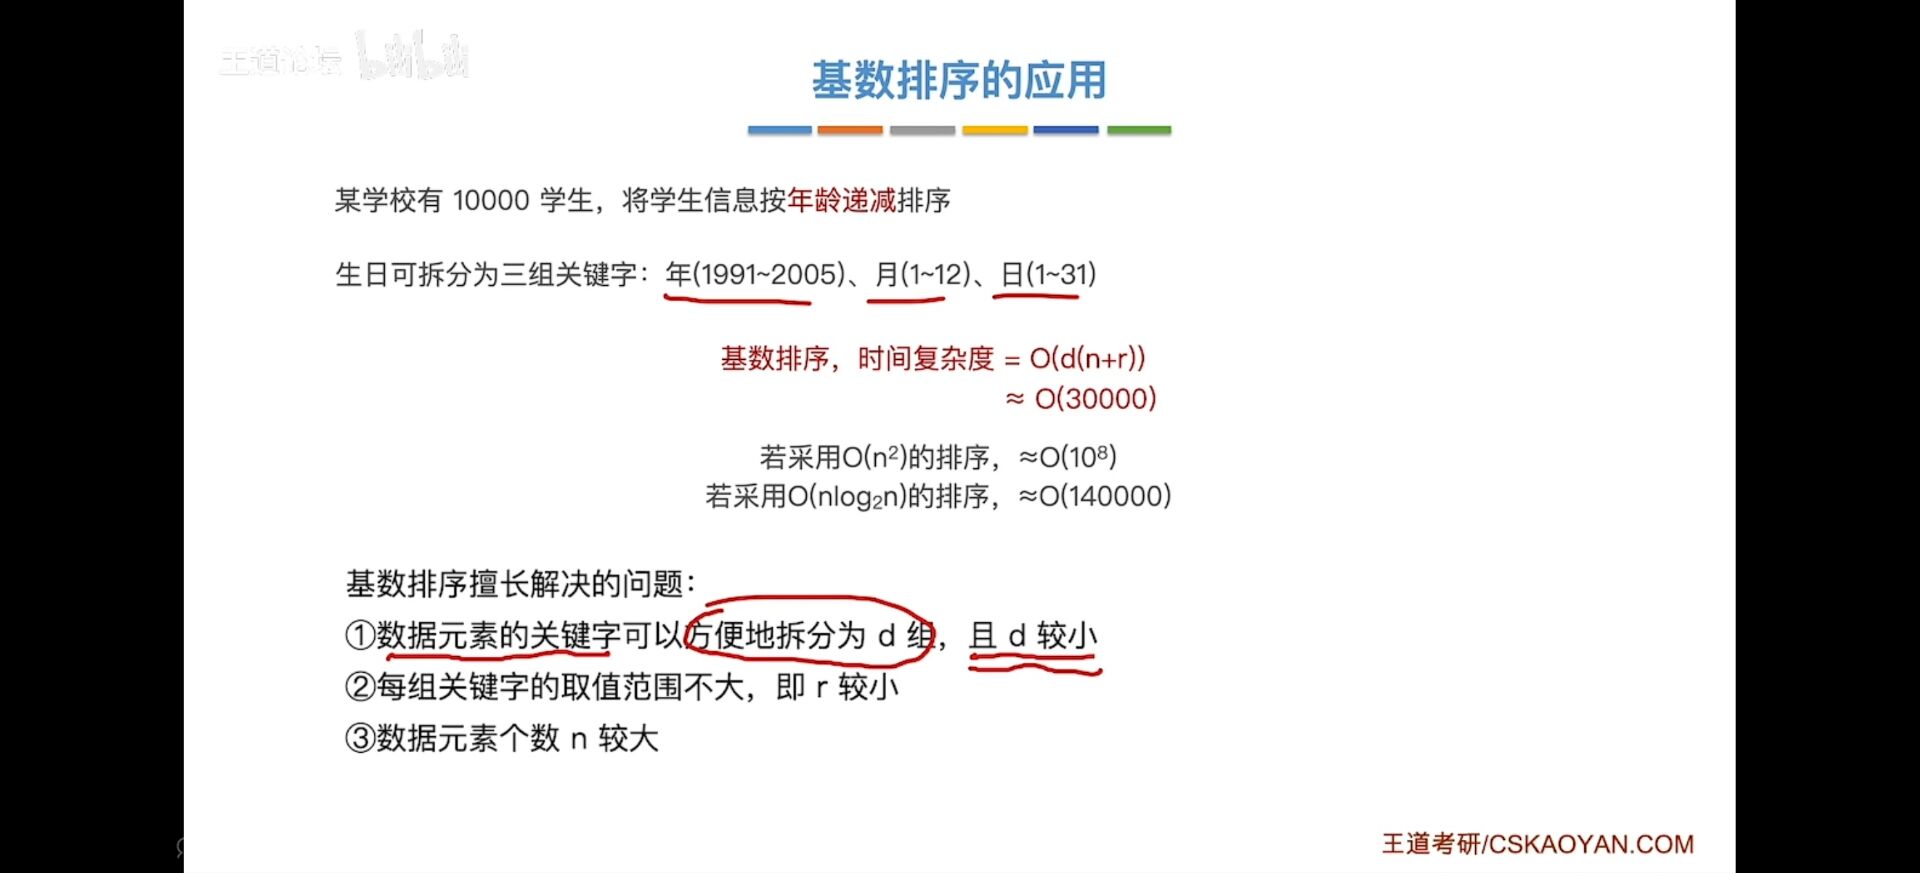 王道论坛 bilibili
基数排序的应用
某学校有 10000 学生，将学生信息按年龄递减排序
生日可拆分为三组关键字：年(1991~2005)、月(1~12)、日(1~31)
基数排序，时间复杂度 = O(d(n+r))
≈ O(30000)
若采用O(n²)的排序，≈O(10⁸)
若采用O(nlog₂n)的排序，≈O(140000)
基数排序擅长解决的问题：
①数据元素的关键字可以方便地拆分为 d 组，且 d 较小
②每组关键字的取值范围不大，即 r 较小
③数据元素个数 n 较大
王道考研/CSKAOYAN.COM